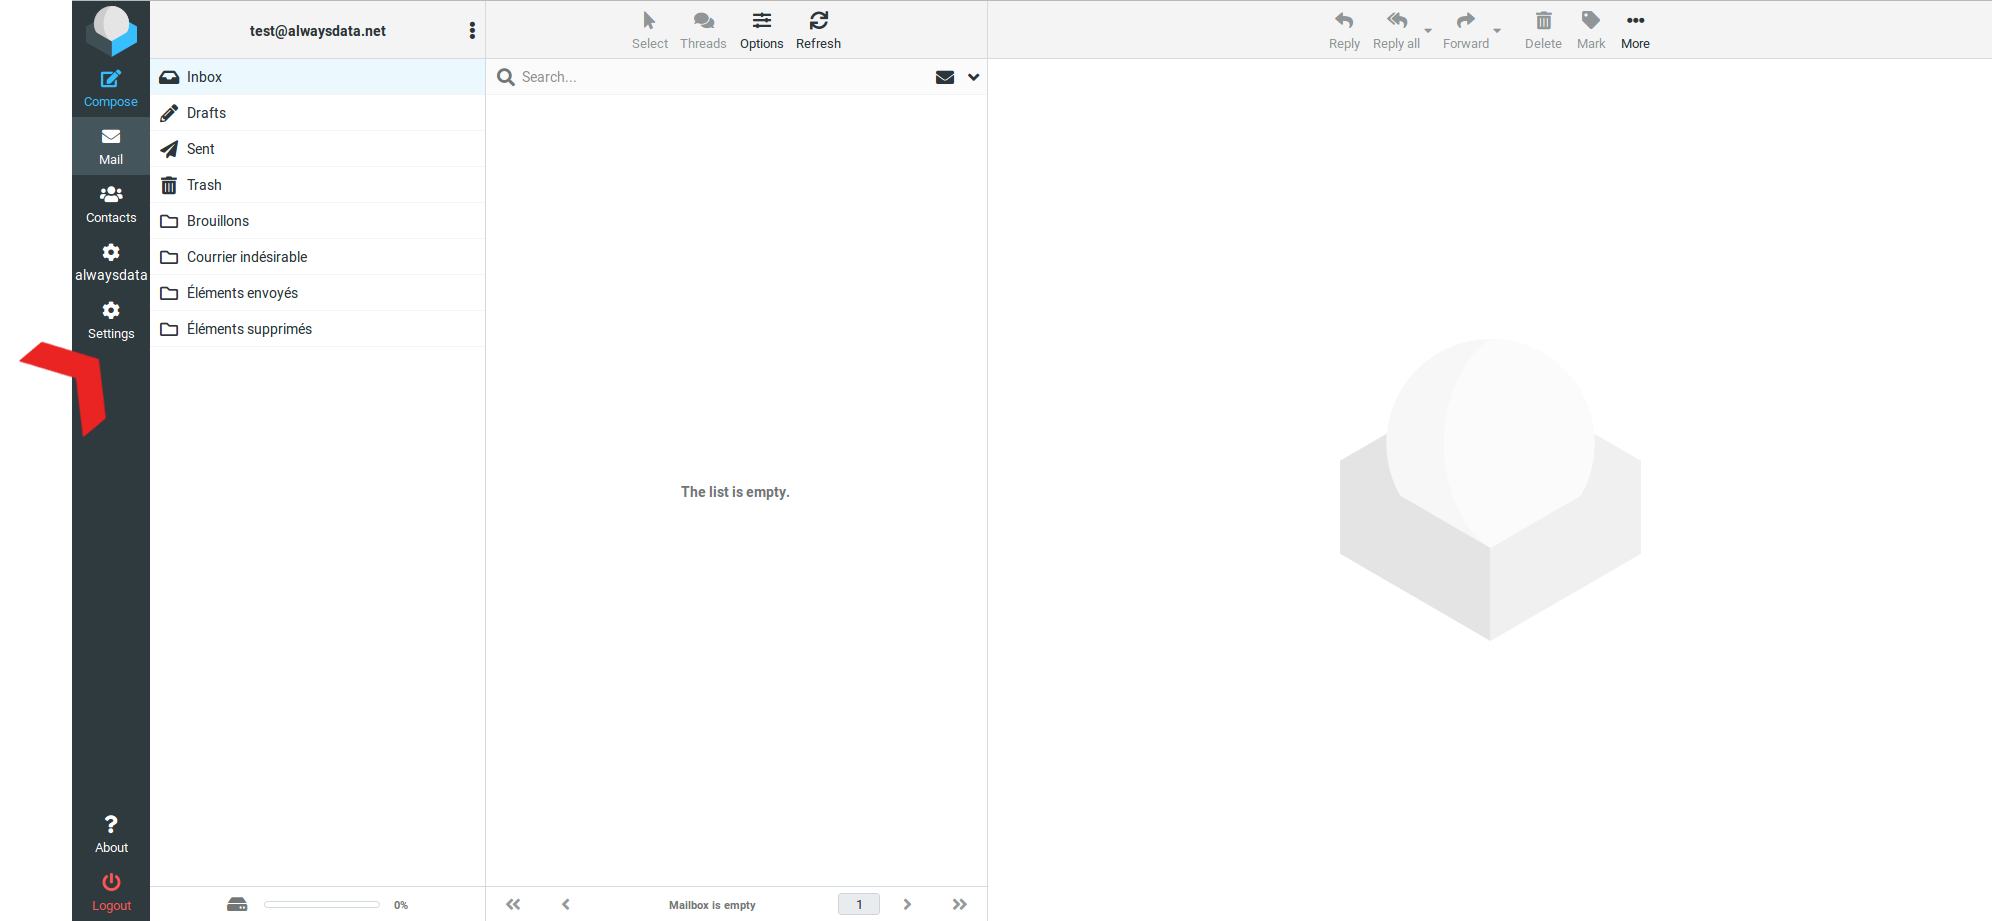 test@alwaysdata.net
Select Threads Options Refresh
Reply Reply all Forward Delete Mark More
Compose
Mail
Contacts
alwaysdata
Settings
About
Logout
Inbox
Drafts
Sent
Trash
Brouillons
Courrier indésirable
Éléments envoyés
Éléments supprimés
0%
Search...
The list is empty.
Mailbox is empty
1